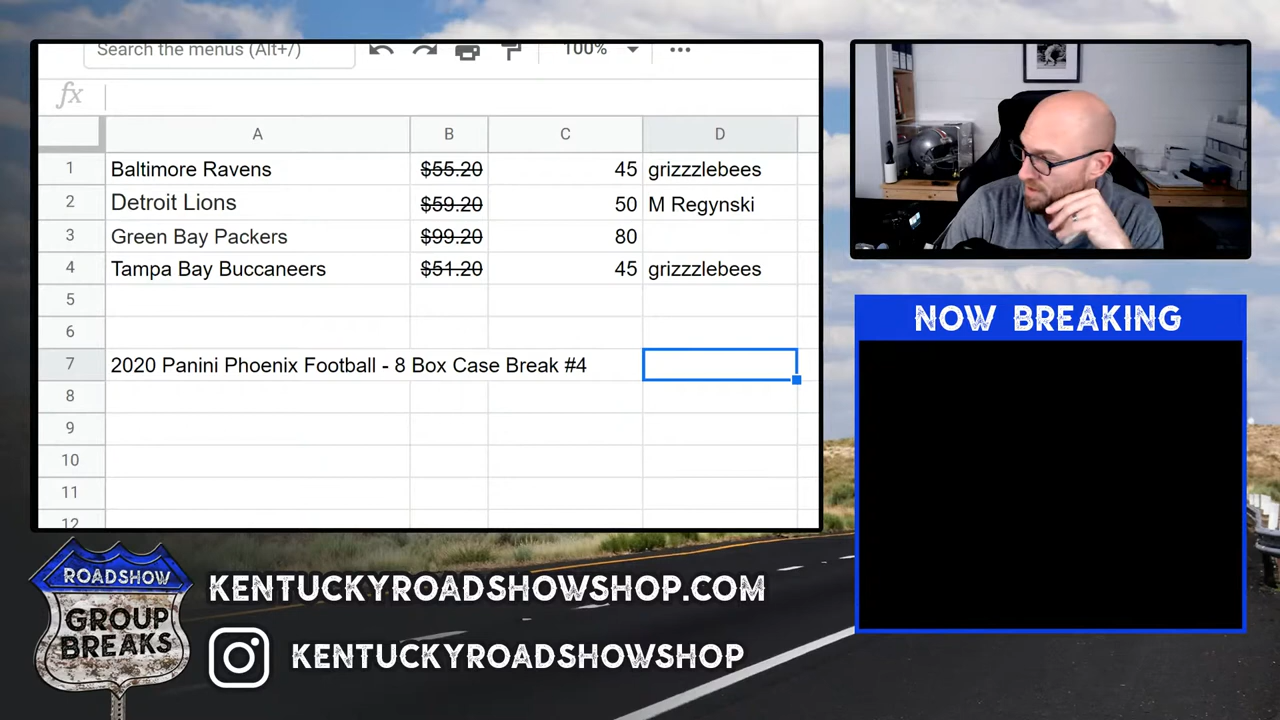 Search the menus (Alt+/)
100%
fx
A B C D
1 Baltimore Ravens $55.20 45 grizzzlebees
2 Detroit Lions $59.20 50 M Regynski
3 Green Bay Packers $99.20 80
4 Tampa Bay Buccaneers $51.20 45 grizzzlebees
5
6
7 2020 Panini Phoenix Football - 8 Box Case Break #4
8
9
10
11
12
NOW BREAKING
ROADSHOW
GROUP
BREAKS
KENTUCKYROADSHOWSHOP.COM
KENTUCKYROADSHOWSHOP